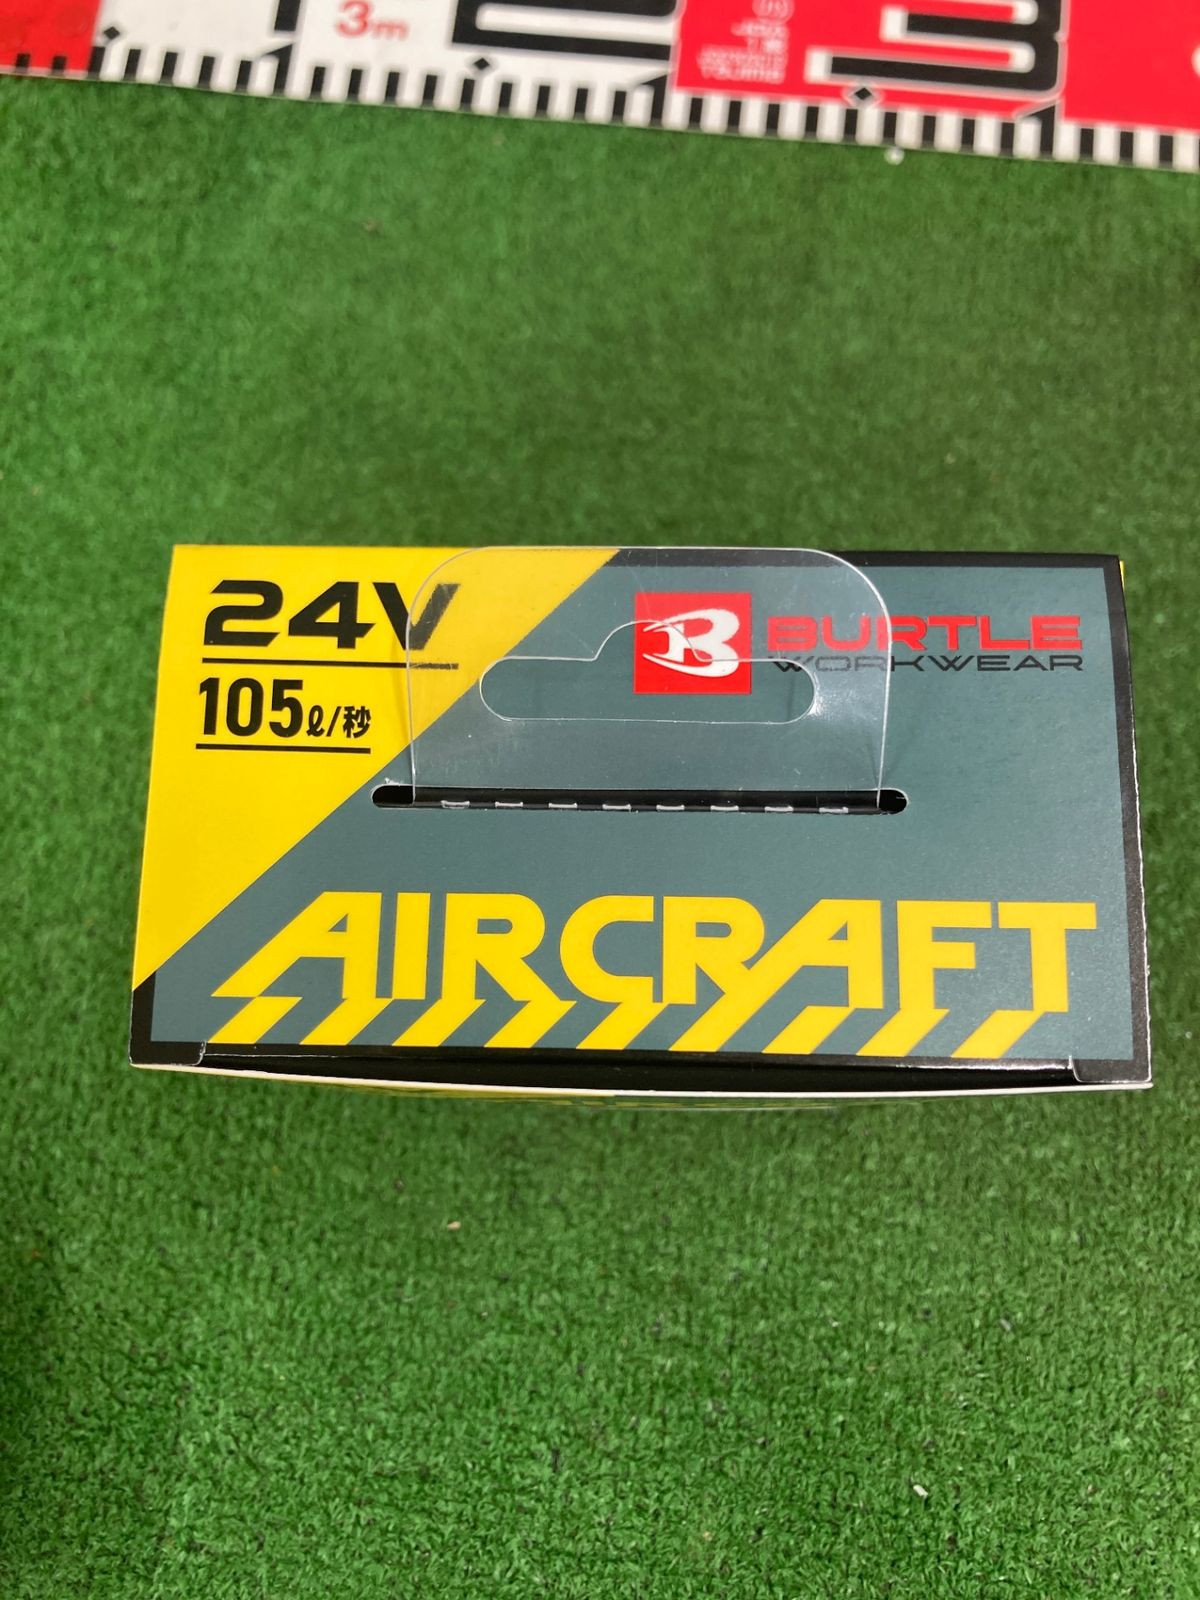 3m
24V
105ℓ/秒
B BURTLE
WORKWEAR
AIRCRAFT